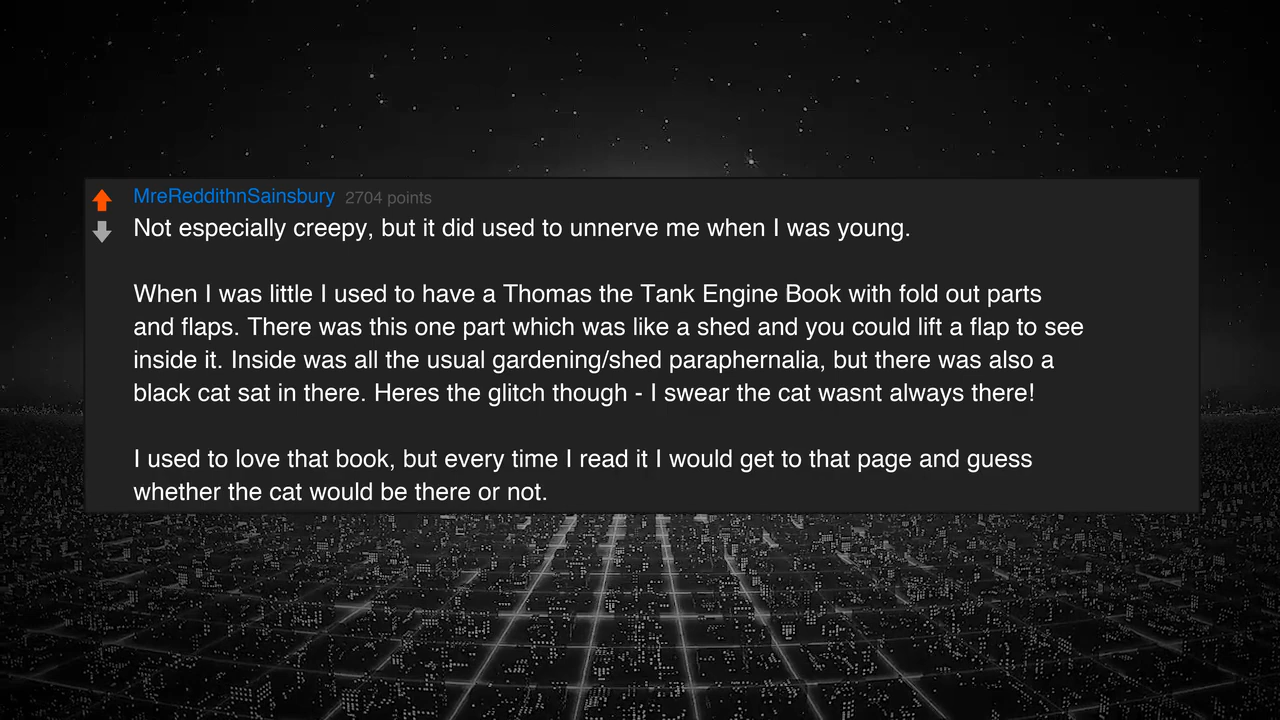 MreReddithnSainsbury 2704 points
Not especially creepy, but it did used to unnerve me when I was young.
When I was little I used to have a Thomas the Tank Engine Book with fold out parts
and flaps. There was this one part which was like a shed and you could lift a flap to see
inside it. Inside was all the usual gardening/shed paraphernalia, but there was also a
black cat sat in there. Heres the glitch though - I swear the cat wasnt always there!
I used to love that book, but every time I read it I would get to that page and guess
whether the cat would be there or not.